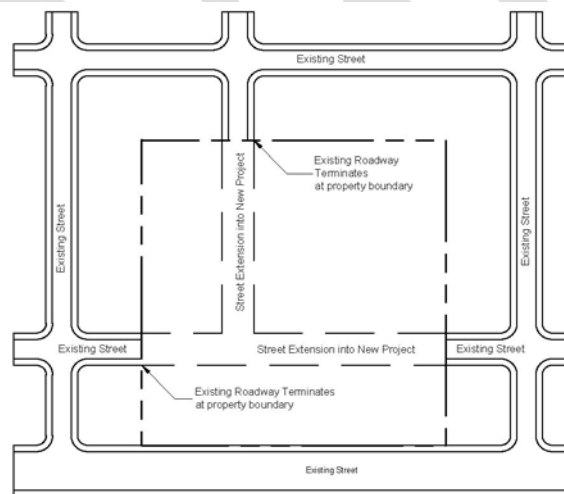 Existing Street
Existing Roadway
Terminates
at property boundary
Street Extension into New Project
Existing Street
Existing Street
Existing Street
Street Extension into New Project
Existing Street
Existing Roadway Terminates
at property boundary
Existing Street